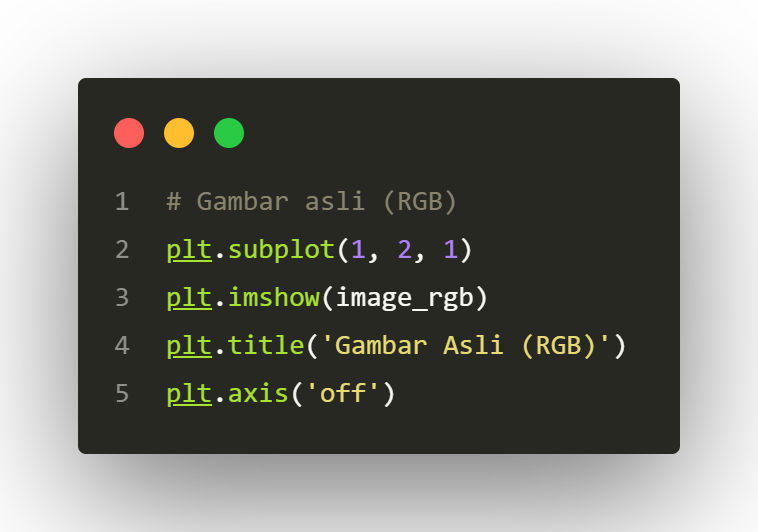 1 # Gambar asli (RGB)
2 plt.subplot(1, 2, 1)
3 plt.imshow(image_rgb)
4 plt.title('Gambar Asli (RGB)')
5 plt.axis('off')